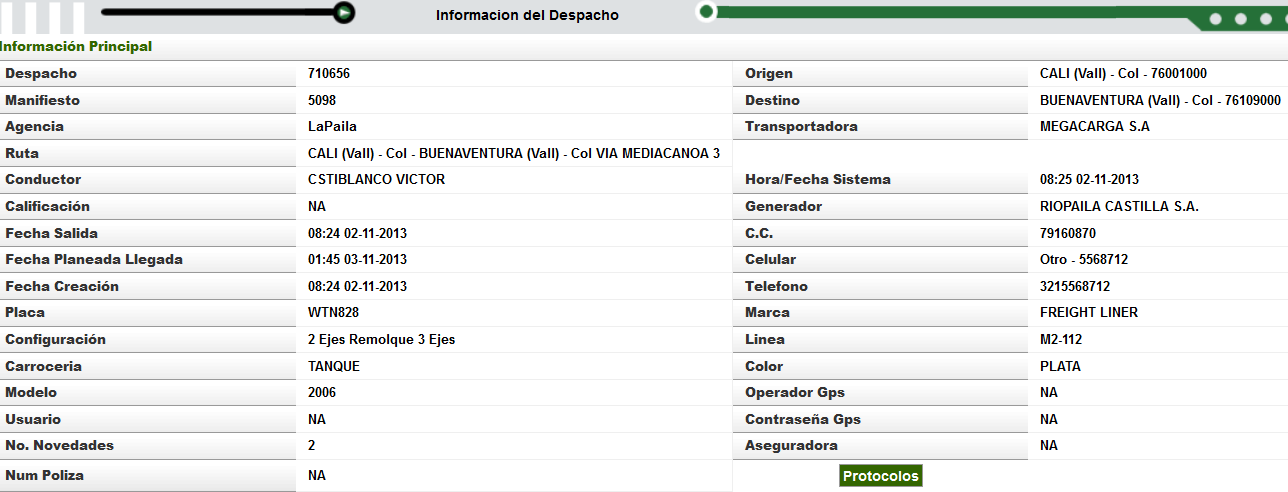 Informacion del Despacho
Información Principal
Despacho 710656 Origen CALI (Vall) - Col - 76001000
Manifiesto 5098 Destino BUENAVENTURA (Vall) - Col - 76109000
Agencia LaPaila Transportadora MEGACARGA S.A
Ruta CALI (Vall) - Col - BUENAVENTURA (Vall) - Col VIA MEDIACANOA 3
Conductor CSTIBLANCO VICTOR Hora/Fecha Sistema 08:25 02-11-2013
Calificación NA Generador RIOPAILA CASTILLA S.A.
Fecha Salida 08:24 02-11-2013 C.C. 79160870
Fecha Planeada Llegada 01:45 03-11-2013 Celular Otro - 5568712
Fecha Creación 08:24 02-11-2013 Telefono 3215568712
Placa WTN828 Marca FREIGHT LINER
Configuración 2 Ejes Remolque 3 Ejes Linea M2-112
Carroceria TANQUE Color PLATA
Modelo 2006 Operador Gps NA
Usuario NA Contraseña Gps NA
No. Novedades 2 Aseguradora NA
Num Poliza NA Protocolos